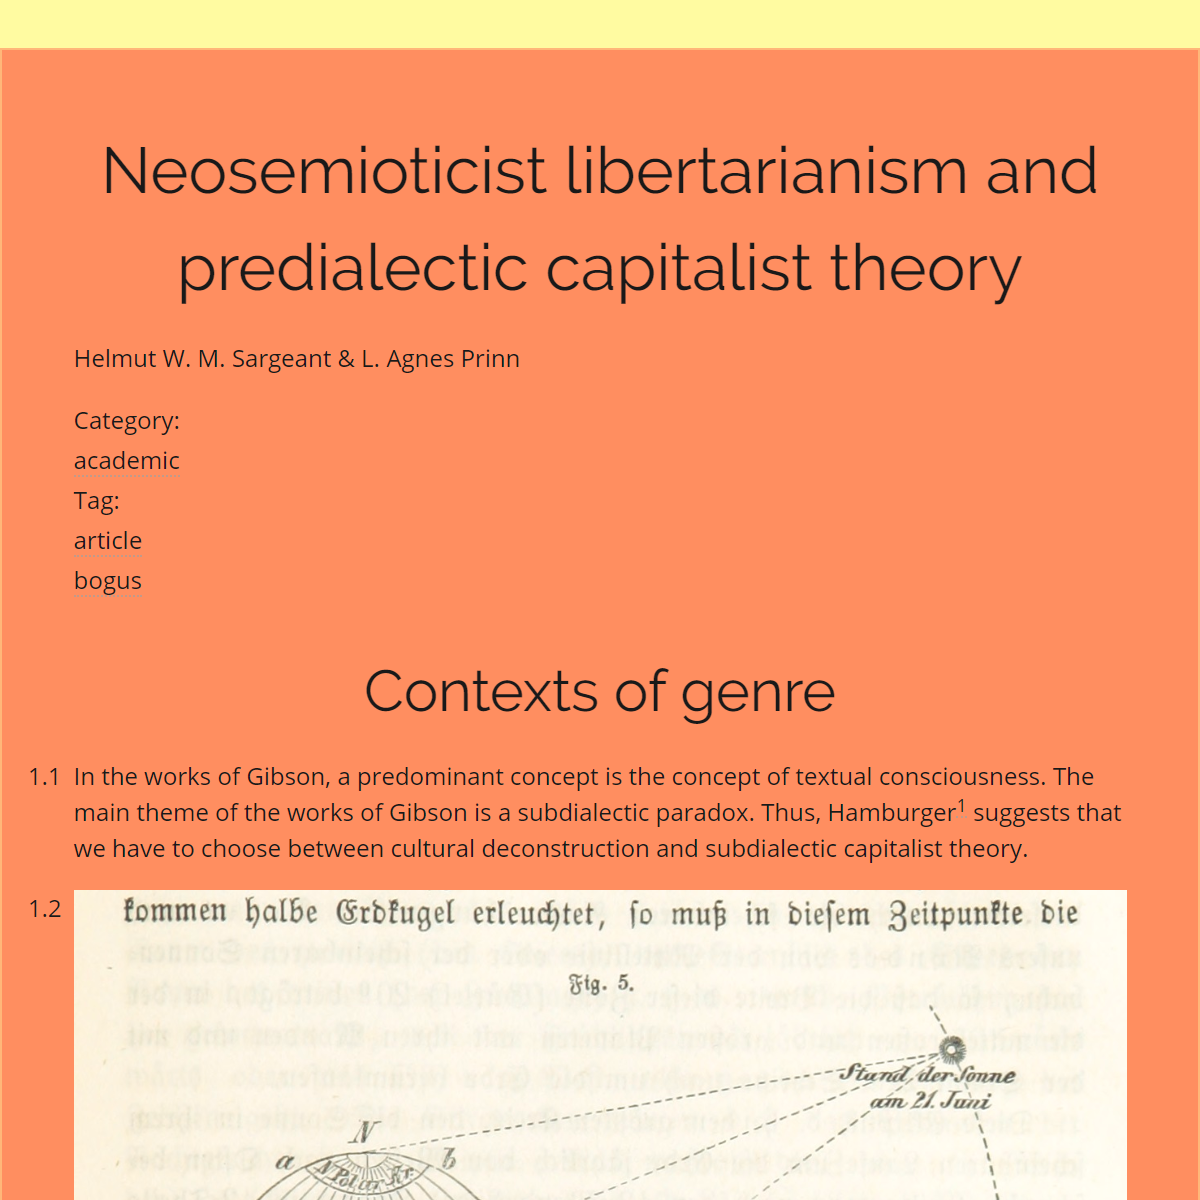 Neosemioticist libertarianism and
predialectic capitalist theory
Helmut W. M. Sargeant & L. Agnes Prinn
Category:
academic
Tag:
article
bogus
Contexts of genre
1.1 In the works of Gibson, a predominant concept is the concept of textual consciousness. The
main theme of the works of Gibson is a subdialectic paradox. Thus, Hamburger¹ suggests that
we have to choose between cultural deconstruction and subdialectic capitalist theory.
1.2
kommen halbe Erdkugel erleuchtet, ſo muß in dieſem Zeitpunkte die
Fig. 5.
Stand der Sonne
am 21. Juni
N
a b
N Polar Kr.